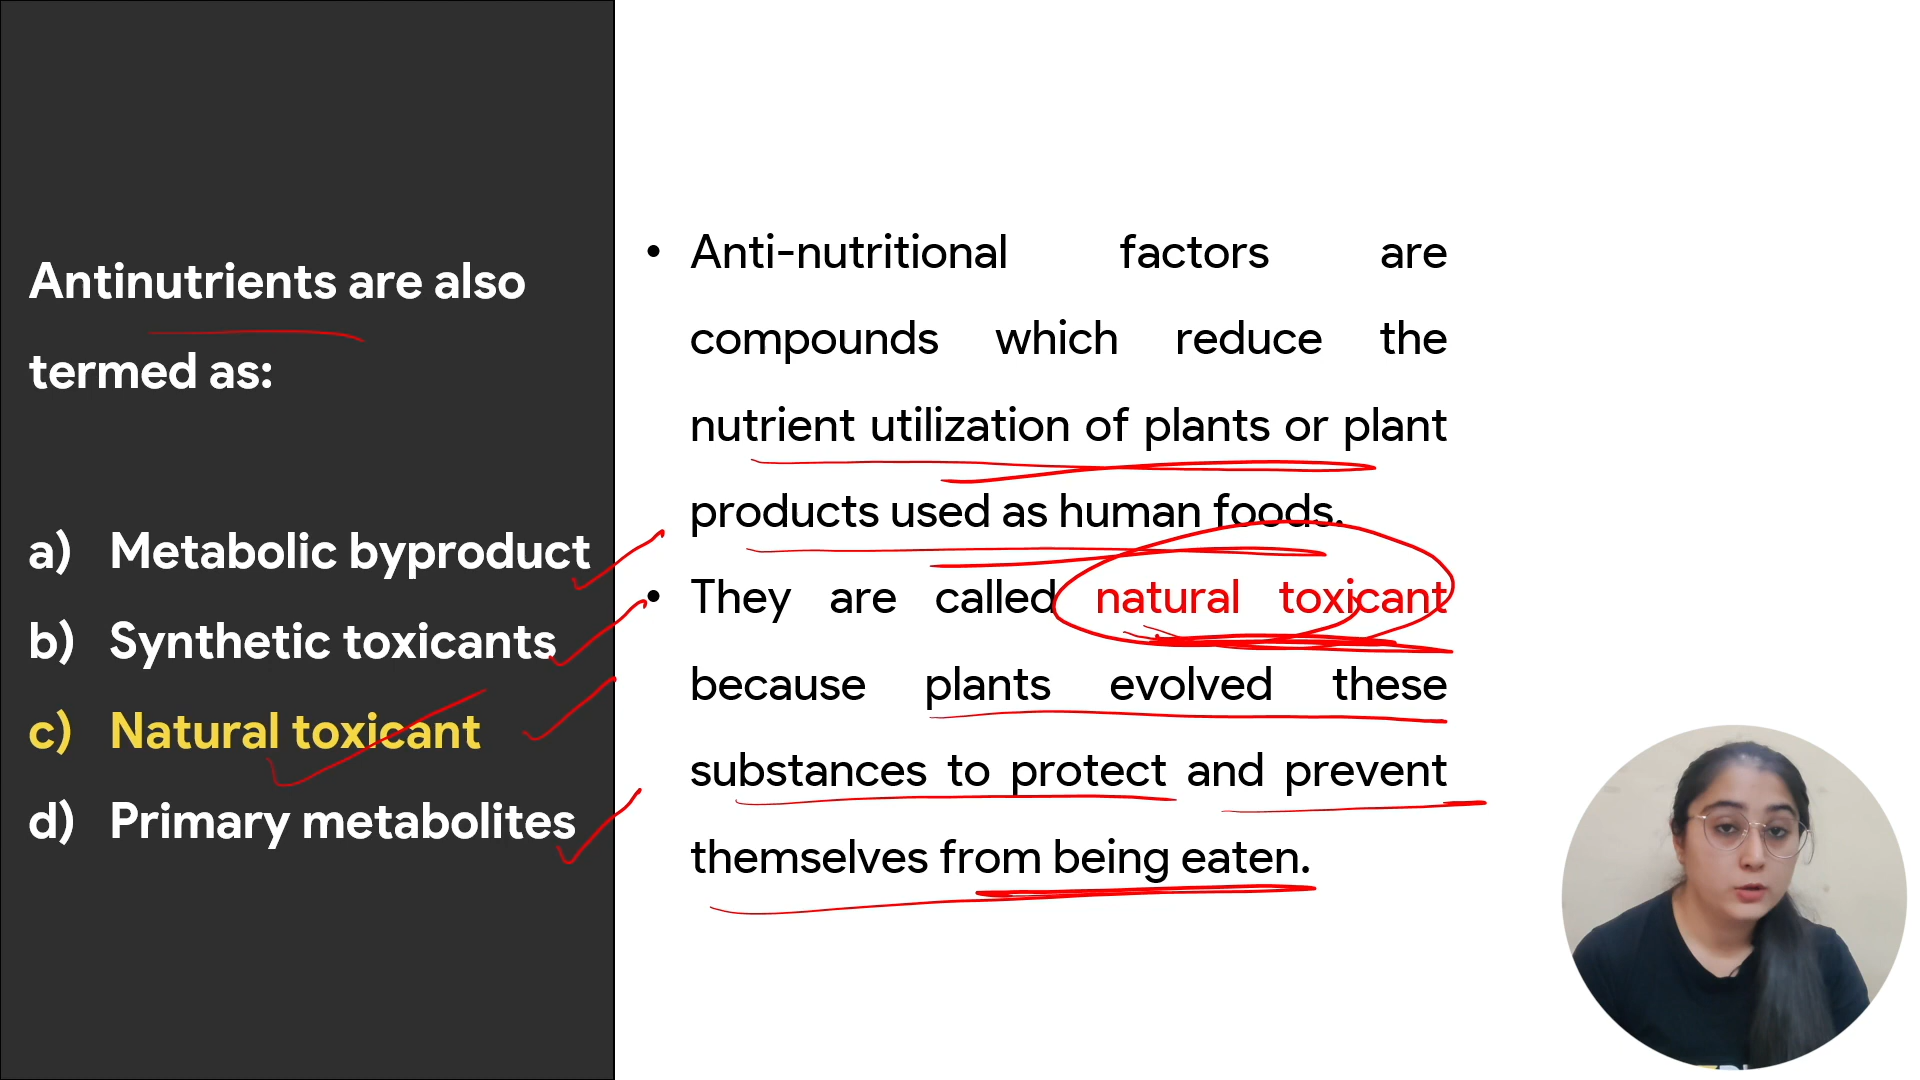 Antinutrients are also
termed as:
a) Metabolic byproduct
b) Synthetic toxicants
c) Natural toxicant
d) Primary metabolites
• Anti-nutritional factors are
compounds which reduce the
nutrient utilization of plants or plant
products used as human foods.
• They are called natural toxicant
because plants evolved these
substances to protect and prevent
themselves from being eaten.